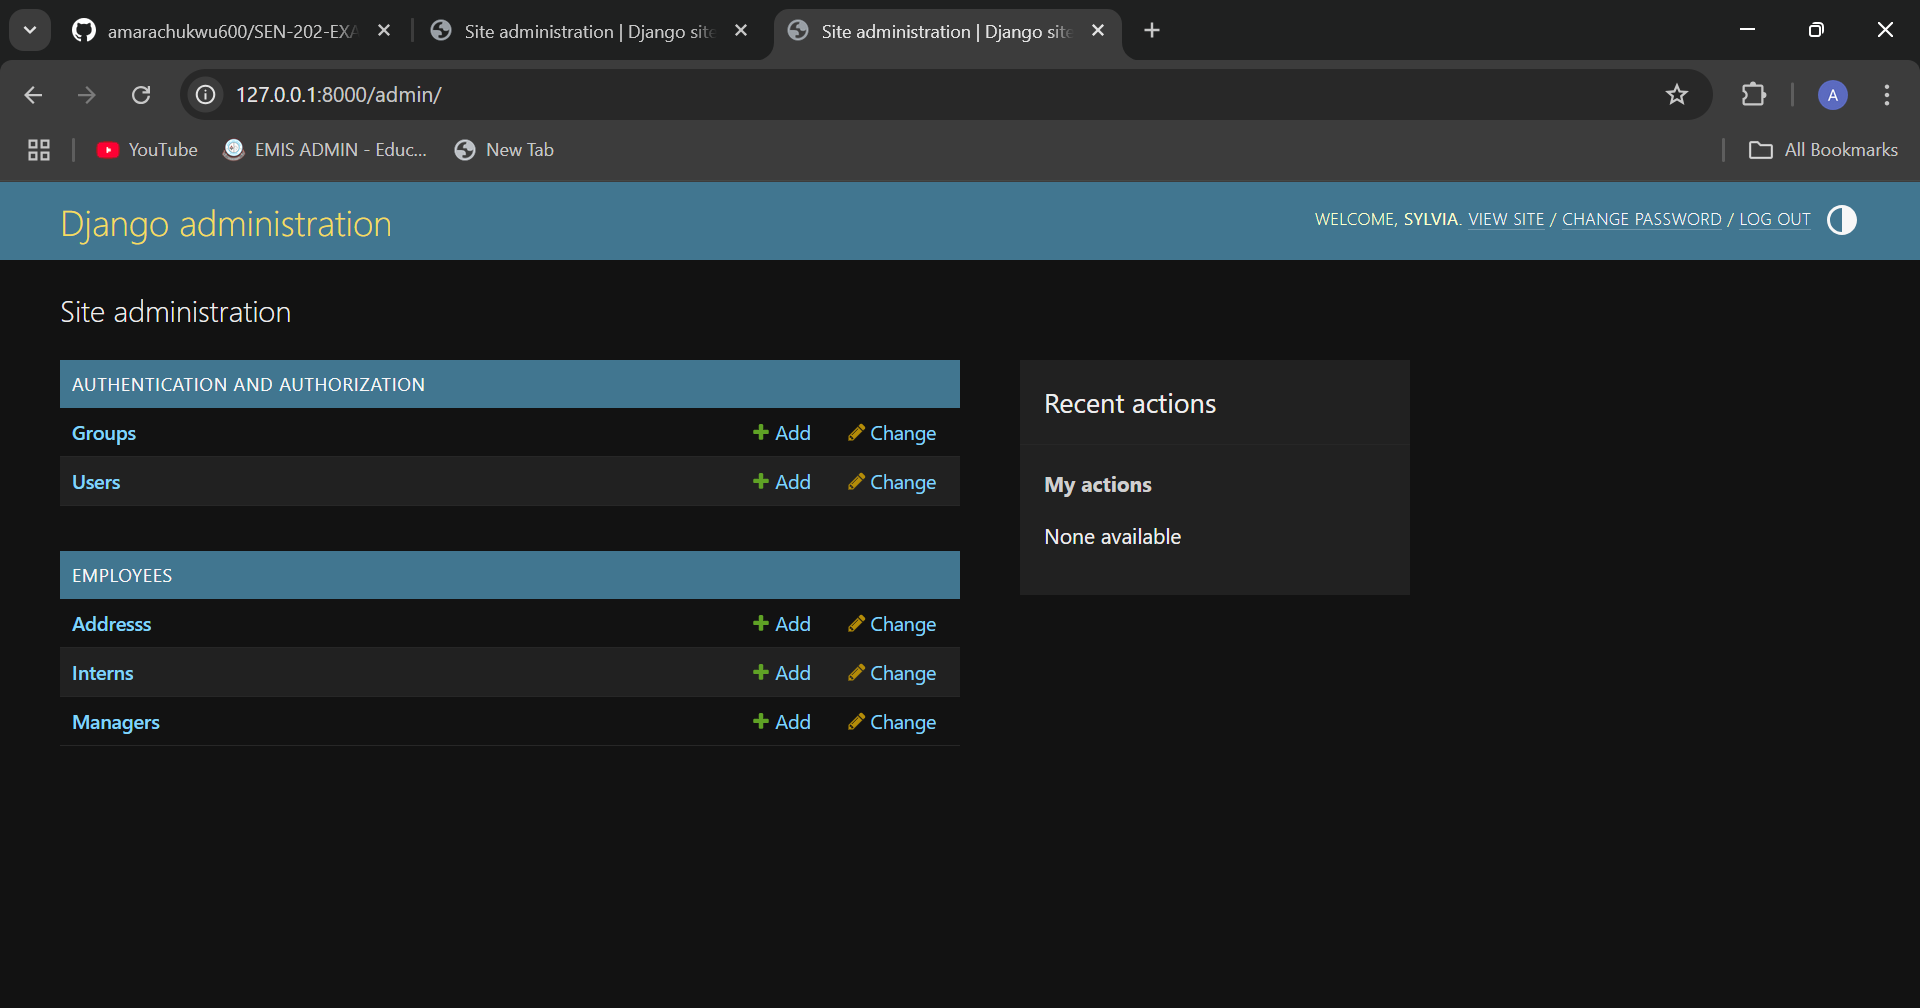 amarachukwu600/SEN-202-EXA
Site administration | Django site
Site administration | Django site
127.0.0.1:8000/admin/
A
YouTube
EMIS ADMIN - Educ...
New Tab
All Bookmarks
Django administration
WELCOME, SYLVIA. VIEW SITE / CHANGE PASSWORD / LOG OUT
Site administration
AUTHENTICATION AND AUTHORIZATION
Groups Add Change
Users Add Change
EMPLOYEES
Addresss Add Change
Interns Add Change
Managers Add Change
Recent actions
My actions
None available